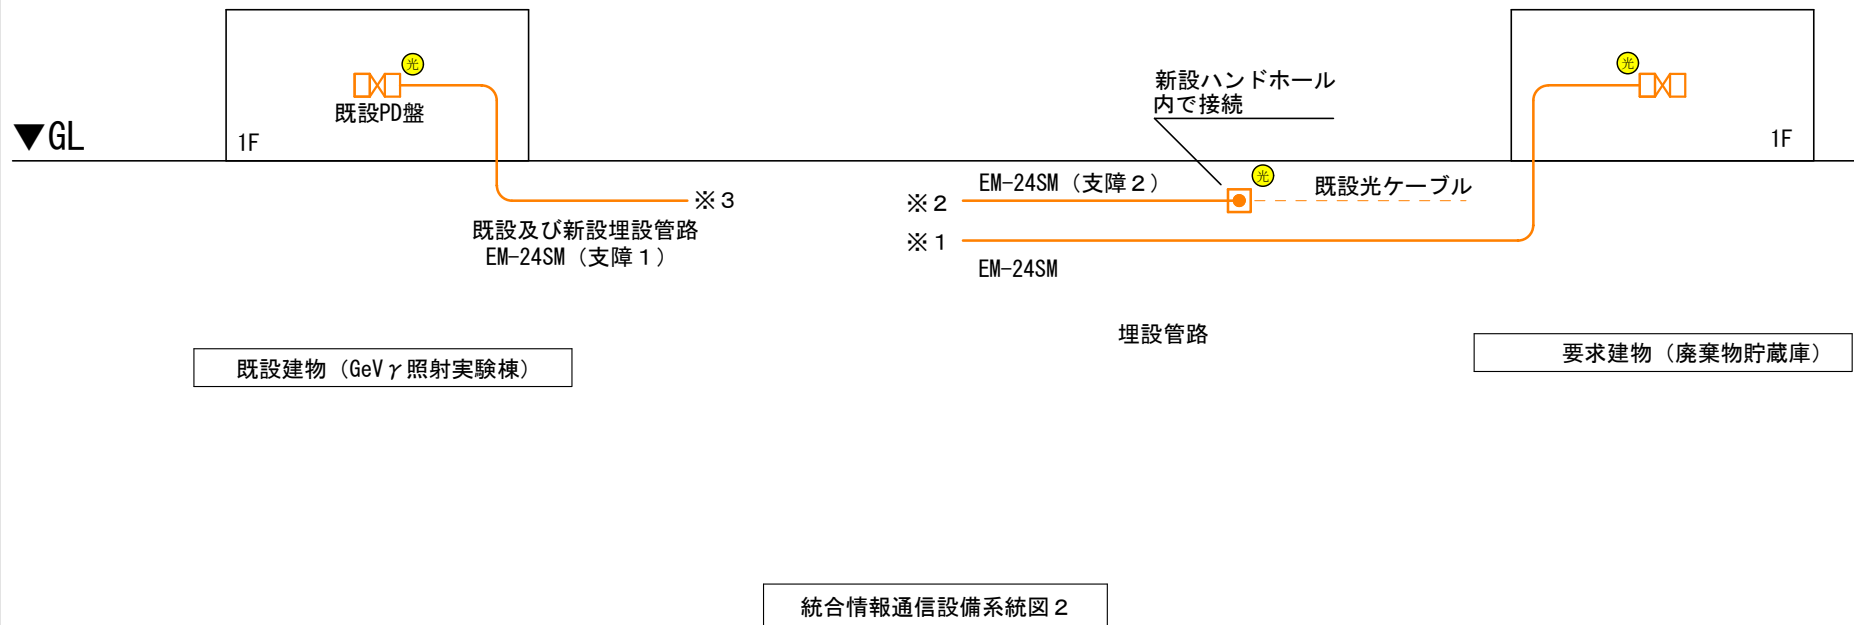 光
既設PD盤
1F
▼GL
新設ハンドホール
内で接続
光
1F
※3
既設及び新設埋設管路
EM-24SM（支障１）
※2
EM-24SM（支障２）
光
既設光ケーブル
※1
EM-24SM
埋設管路
既設建物（GeVγ照射実験棟）
要求建物（廃棄物貯蔵庫）
統合情報通信設備系統図２